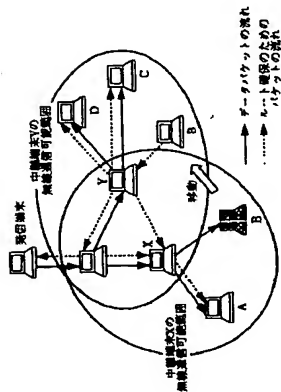 発信端末
中継端末Yの
無線通信可能範囲
D
C
Y
B
X
移動
中継端末Xの
無線通信可能範囲
A
B
データパケットの流れ
ルート確保のための
パケットの流れ